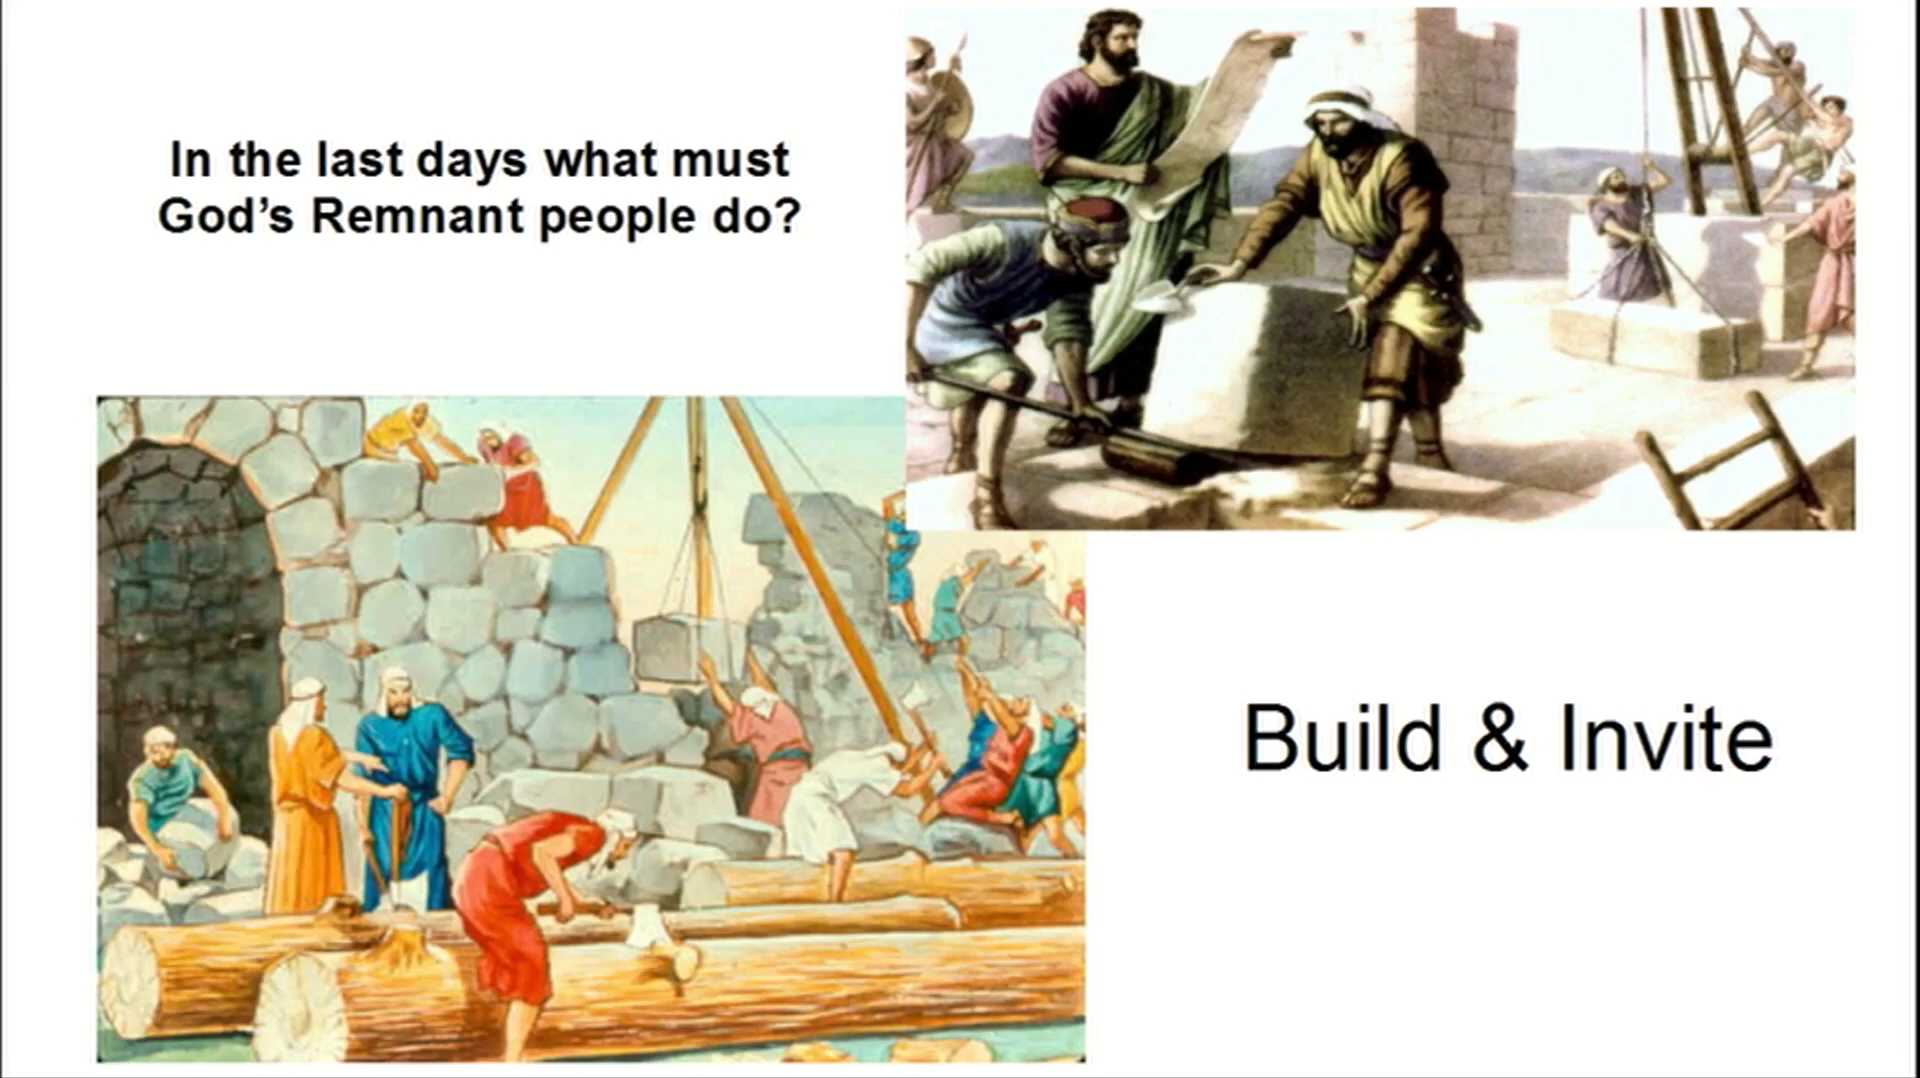 In the last days what must
God’s Remnant people do?
Build & Invite